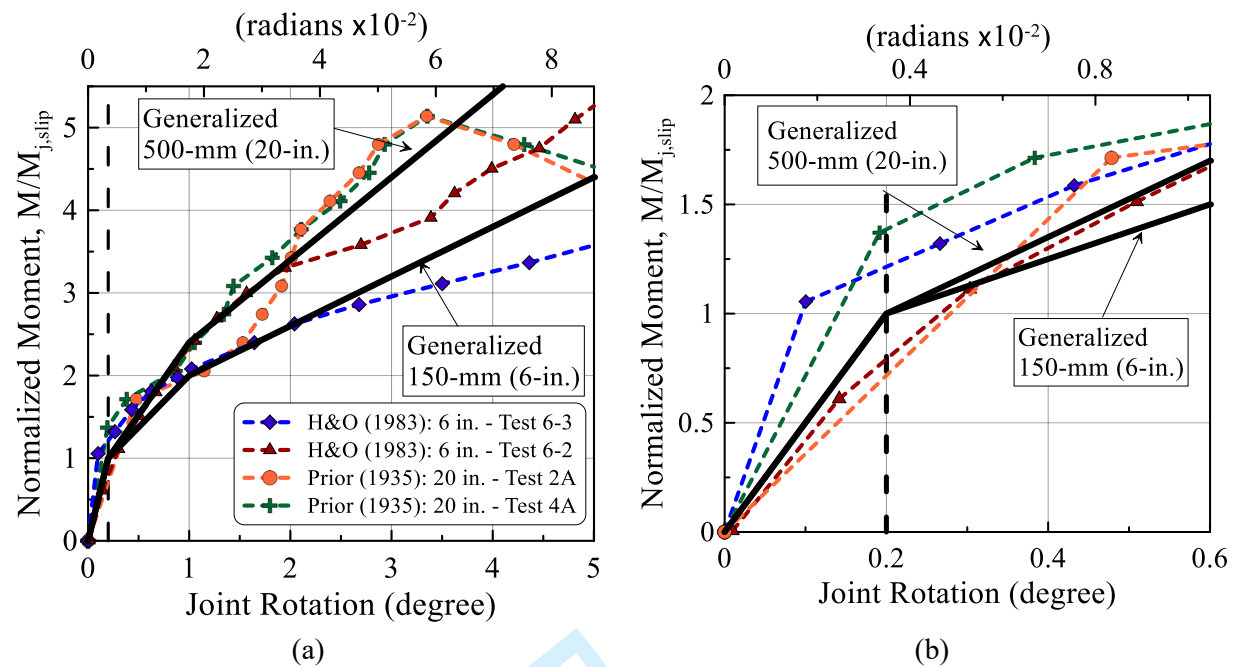 (a)
(radians x10-2)
0 2 4 6 8
Normalized Moment, M/Mj,slip
5
4
3
2
1
0
Generalized
500-mm (20-in.)
Generalized
150-mm (6-in.)
H&O (1983): 6 in. - Test 6-3
H&O (1983): 6 in. - Test 6-2
Prior (1935): 20 in. - Test 2A
Prior (1935): 20 in. - Test 4A
0 1 2 3 4 5
Joint Rotation (degree)
(a)
(b)
(radians x10-2)
0 0.4 0.8
Normalized Moment, M/Mj,slip
2
1.5
1
0.5
0
Generalized
500-mm (20-in.)
Generalized
150-mm (6-in.)
0 0.2 0.4 0.6
Joint Rotation (degree)
(b)